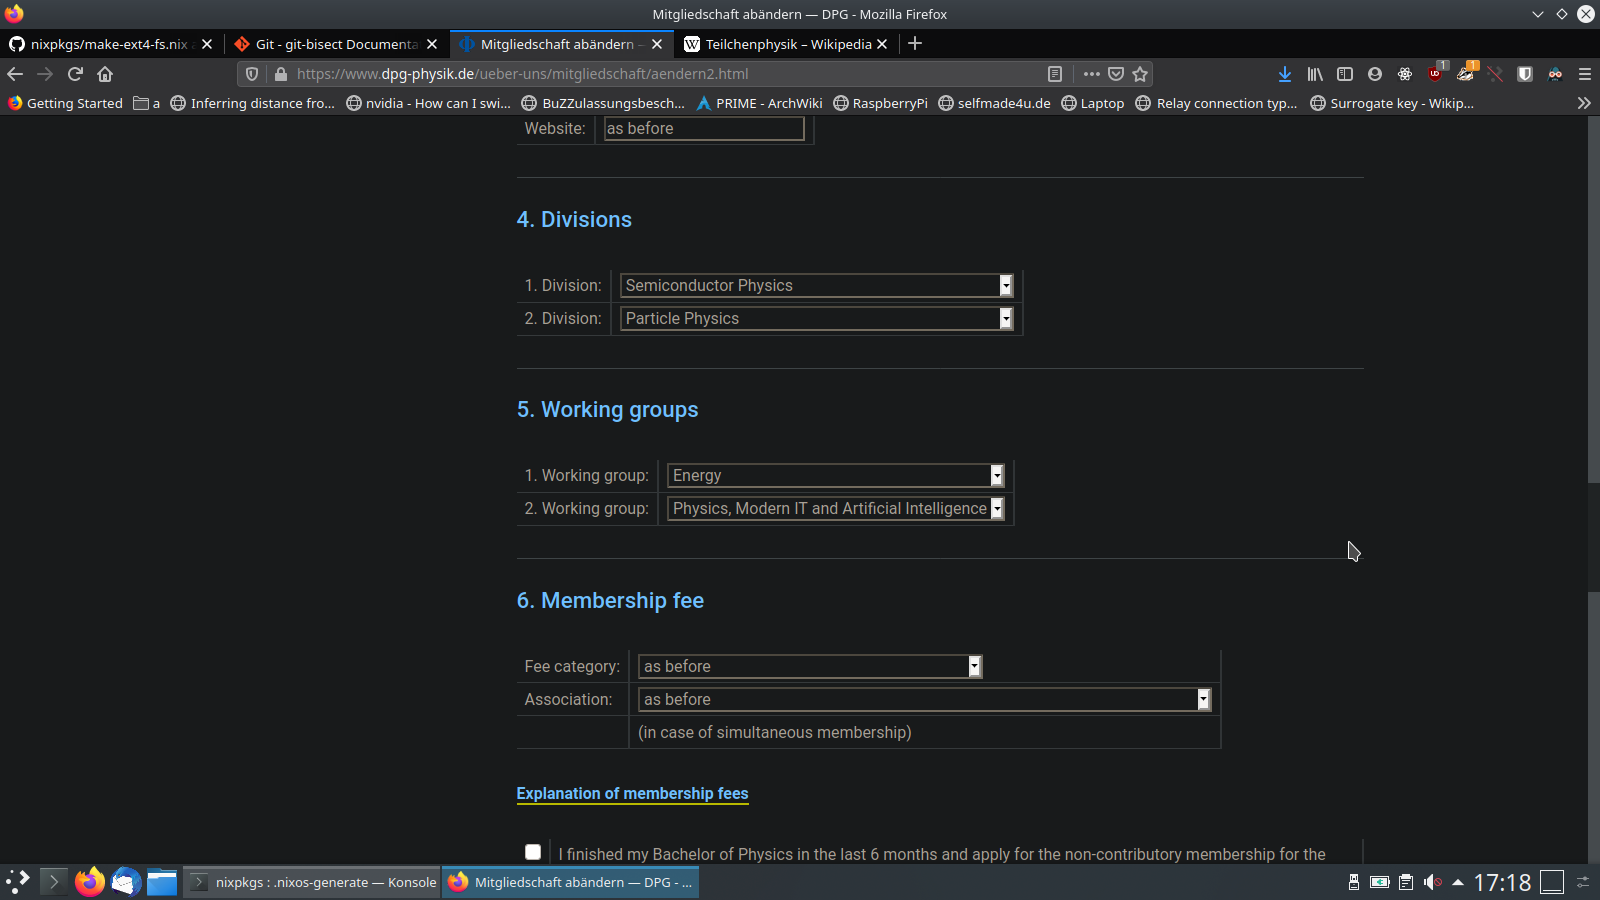 Mitgliedschaft abändern — DPG - Mozilla Firefox
nixpkgs/make-ext4-fs.nix
Git - git-bisect Documenta
Mitgliedschaft abändern –
Teilchenphysik – Wikipedia
https://www.dpg-physik.de/ueber-uns/mitgliedschaft/aendern2.html
1
1
Getting Started
a
Inferring distance fro...
nvidia - How can I swi...
BuZZulassungsbesch...
PRIME - ArchWiki
RaspberryPi
selfmade4u.de
Laptop
Relay connection typ...
Surrogate key - Wikip...
Website: as before
4. Divisions
1. Division: Semiconductor Physics
2. Division: Particle Physics
5. Working groups
1. Working group: Energy
2. Working group: Physics, Modern IT and Artificial Intelligence
6. Membership fee
Fee category: as before
Association: as before
(in case of simultaneous membership)
Explanation of membership fees
I finished my Bachelor of Physics in the last 6 months and apply for the non-contributory membership for the
nixpkgs : .nixos-generate — Konsole
Mitgliedschaft abändern — DPG - ...
17:18